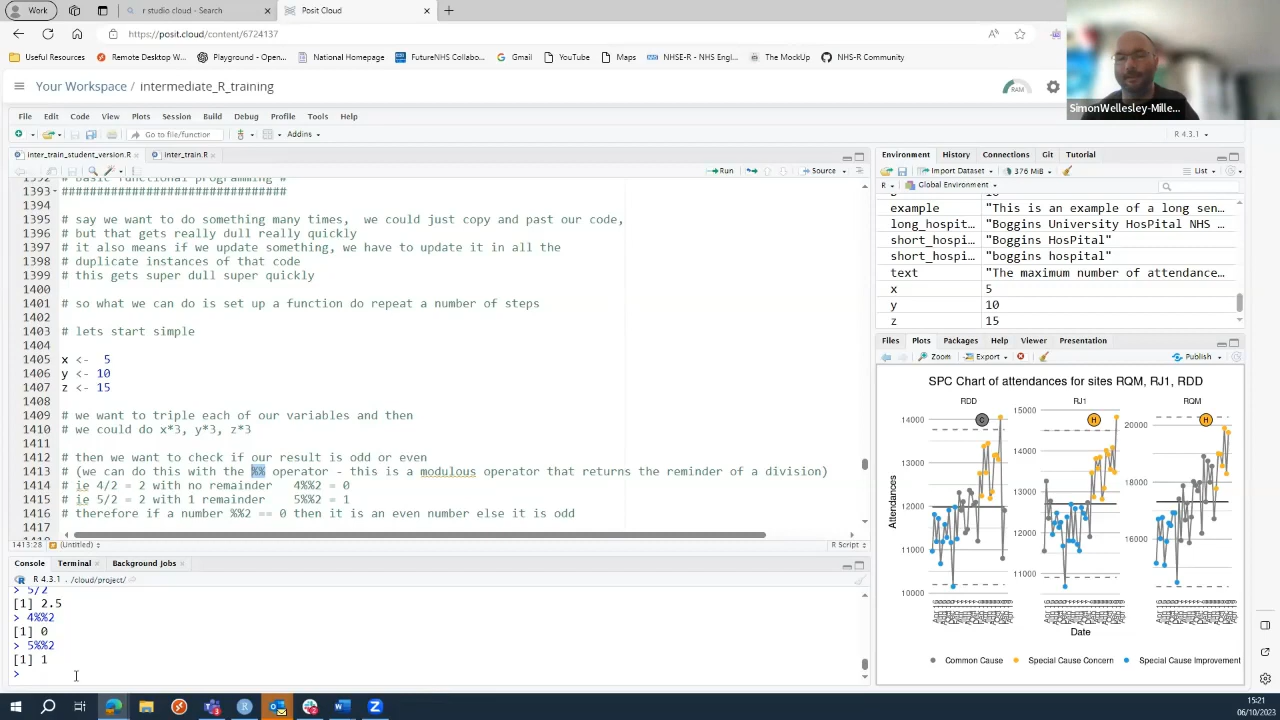 Work
r studio cloud - Search
Posit Cloud
https://posit.cloud/content/6724137
Useful Resources
Remote Desktop W...
Playground - Open...
National Homepage
FutureNHS Collabo...
Gmail
YouTube
Maps
NHSE-R - NHS Engl...
The MockUp
NHS-R Community
SimonWellesley-Mille...
Your Workspace / intermediate_R_training
RAM
File Edit Code View Plots Session Build Debug Profile Tools Help
Go to file/function
Addins
R 4.3.1
inter_train_student_version.R
inter_train.R
Run
Source
1393 ################################
1394
1395 # say we want to do something many times,  we could just copy and past our code,
1396 # but that gets really dull really quickly
1397 # it also means if we update something, we have to update it in all the
1398 # duplicate instances of that code
1399 # this gets super dull super quickly
1400
1401 # so what we can do is set up a function do repeat a number of steps
1402
1403 # lets start simple
1404
1405 x <-  5
1406 y <- 10
1407 z <- 15
1408
1409 # we want to triple each of our variables and then
1410 # we could do x*3, y*3, z*3
1411
1412 # then we want to check if our result is odd or even
1413 # (we can do this with the %% operator - this is a modulous operator that returns the reminder of a division)
1414 # ie 4/2 = 2 with no remainder   4%%2 = 0
1415 # ie 5/2 = 2 with 1 remainder    5%%2 = 1
1416 # therefore if a number %%2 == 0 then it is an even number else it is odd
1417
1413:28
(Untitled)
R Script
Console Terminal Background Jobs
R 4.3.1 . /cloud/project/
> 5/2
[1] 2.5
> 4%%2
[1] 0
> 5%%2
[1] 1
>
Environment History Connections Git Tutorial
Import Dataset
376 MiB
List
R
Global Environment
example "This is an example of a long sen...
long_hospit... "Boggins University HosPital NHS ...
short_hospi... "Boggins HosPital"
short_hospi... "boggins hospital"
text "The maximum number of attendance...
x 5
y 10
z 15
Files Plots Packages Help Viewer Presentation
Zoom
Export
Publish
SPC Chart of attendances for sites RQM, RJ1, RDD
RDD
RJ1
RQM
C
H
H
14000
13000
12000
11000
10000
15000
14000
13000
12000
11000
20000
18000
16000
Attendances
Date
Common Cause
Special Cause Concern
Special Cause Improvement
15:21
06/10/2023